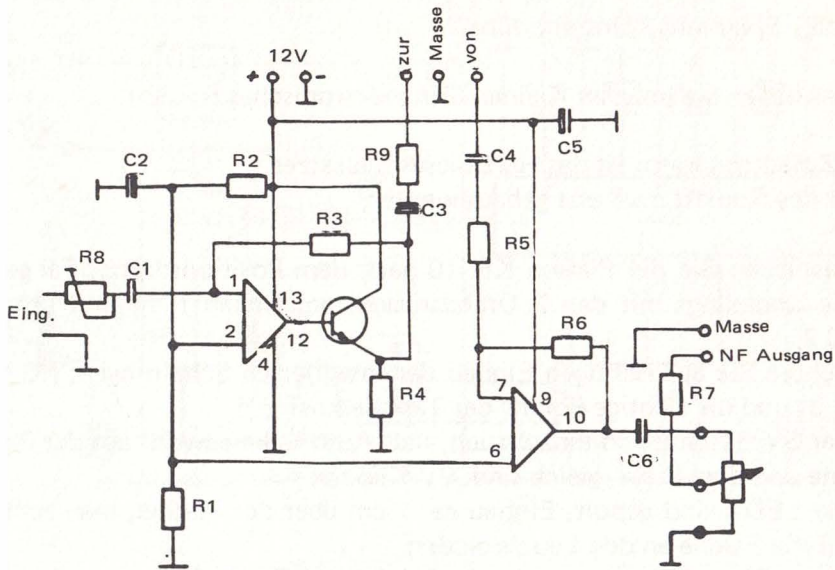 12V
+
-
zur
Masse
von
C2
R2
R9
C4
C5
R3
C3
R5
R8
C1
1
13
Eing.
2
12
4
R6
Masse
NF Ausgang
7
9
R7
10
R4
6
C6
R1